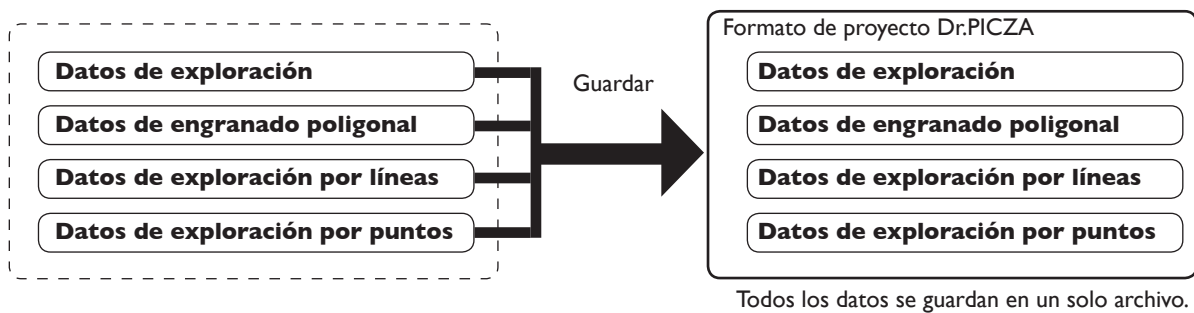 Datos de exploración
Datos de engranado poligonal
Datos de exploración por líneas
Datos de exploración por puntos
Guardar
Formato de proyecto Dr.PICZA
Datos de exploración
Datos de engranado poligonal
Datos de exploración por líneas
Datos de exploración por puntos
Todos los datos se guardan en un solo archivo.